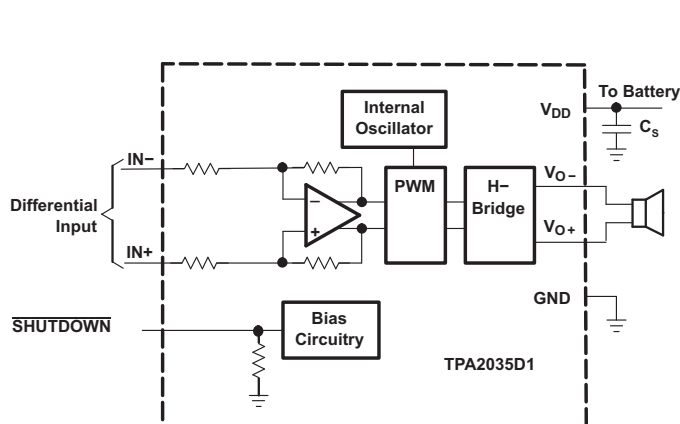 To Battery
Internal
Oscillator
VDD
CS
IN−
PWM
H−
Bridge
VO−
Differential
Input
−
+
VO+
IN+
GND
SHUTDOWN
Bias
Circuitry
TPA2035D1